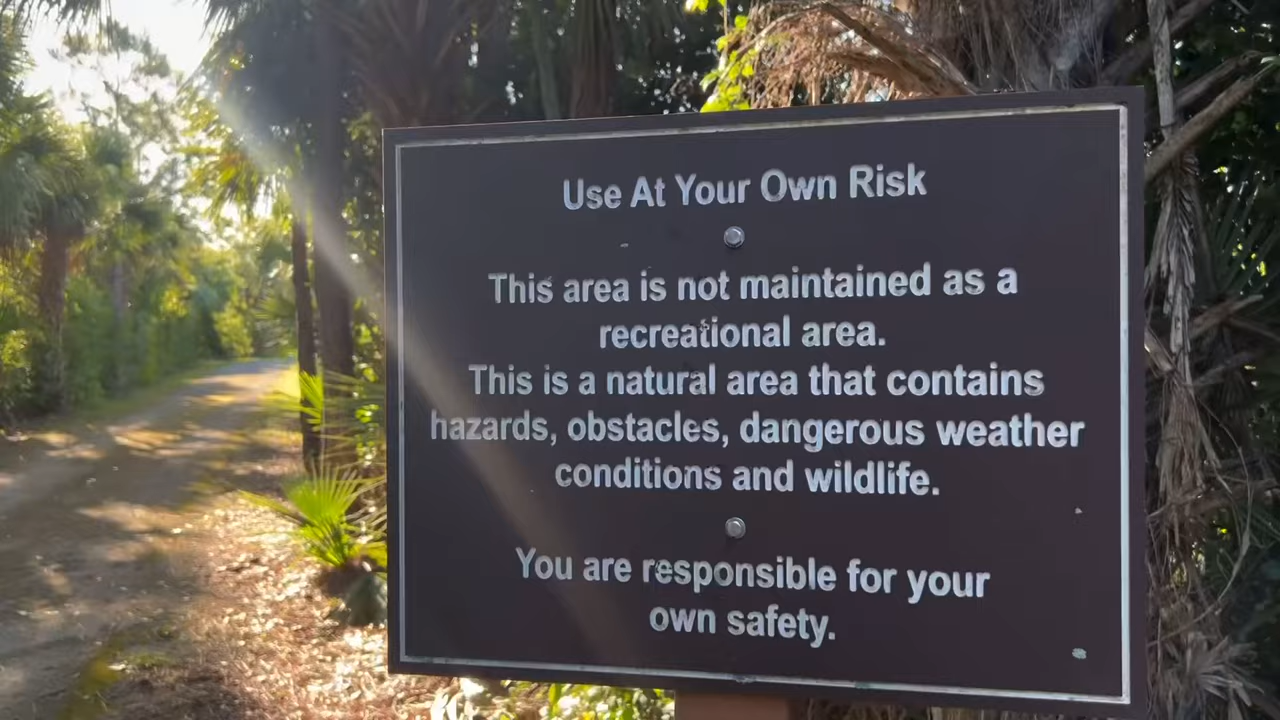 Use At Your Own Risk
This area is not maintained as a
recreational area.
This is a natural area that contains
hazards, obstacles, dangerous weather
conditions and wildlife.
You are responsible for your
own safety.